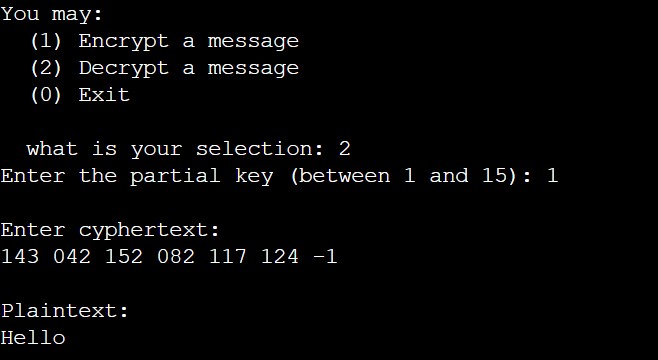 You may:
(1) Encrypt a message
(2) Decrypt a message
(0) Exit
what is your selection: 2
Enter the partial key (between 1 and 15): 1
Enter cyphertext:
143 042 152 082 117 124 -1
Plaintext:
Hello